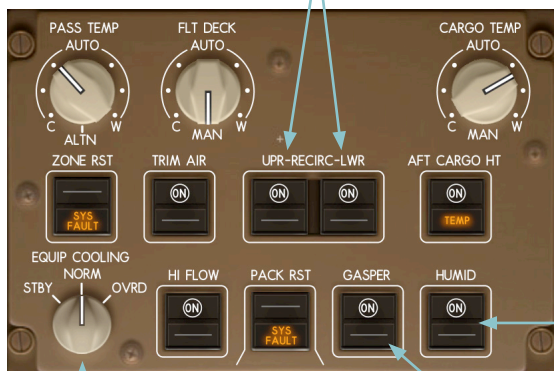 PASS TEMP
AUTO
C
W
ALTN
FLT DECK
AUTO
C
W
MAN
CARGO TEMP
AUTO
C
W
MAN
ZONE RST
SYS
FAULT
TRIM AIR
ON
UPR-RECIRC-LWR
ON
ON
AFT CARGO HT
ON
TEMP
EQUIP COOLING
NORM
STBY
OVRD
HI FLOW
ON
PACK RST
SYS
FAULT
GASPER
ON
HUMID
ON